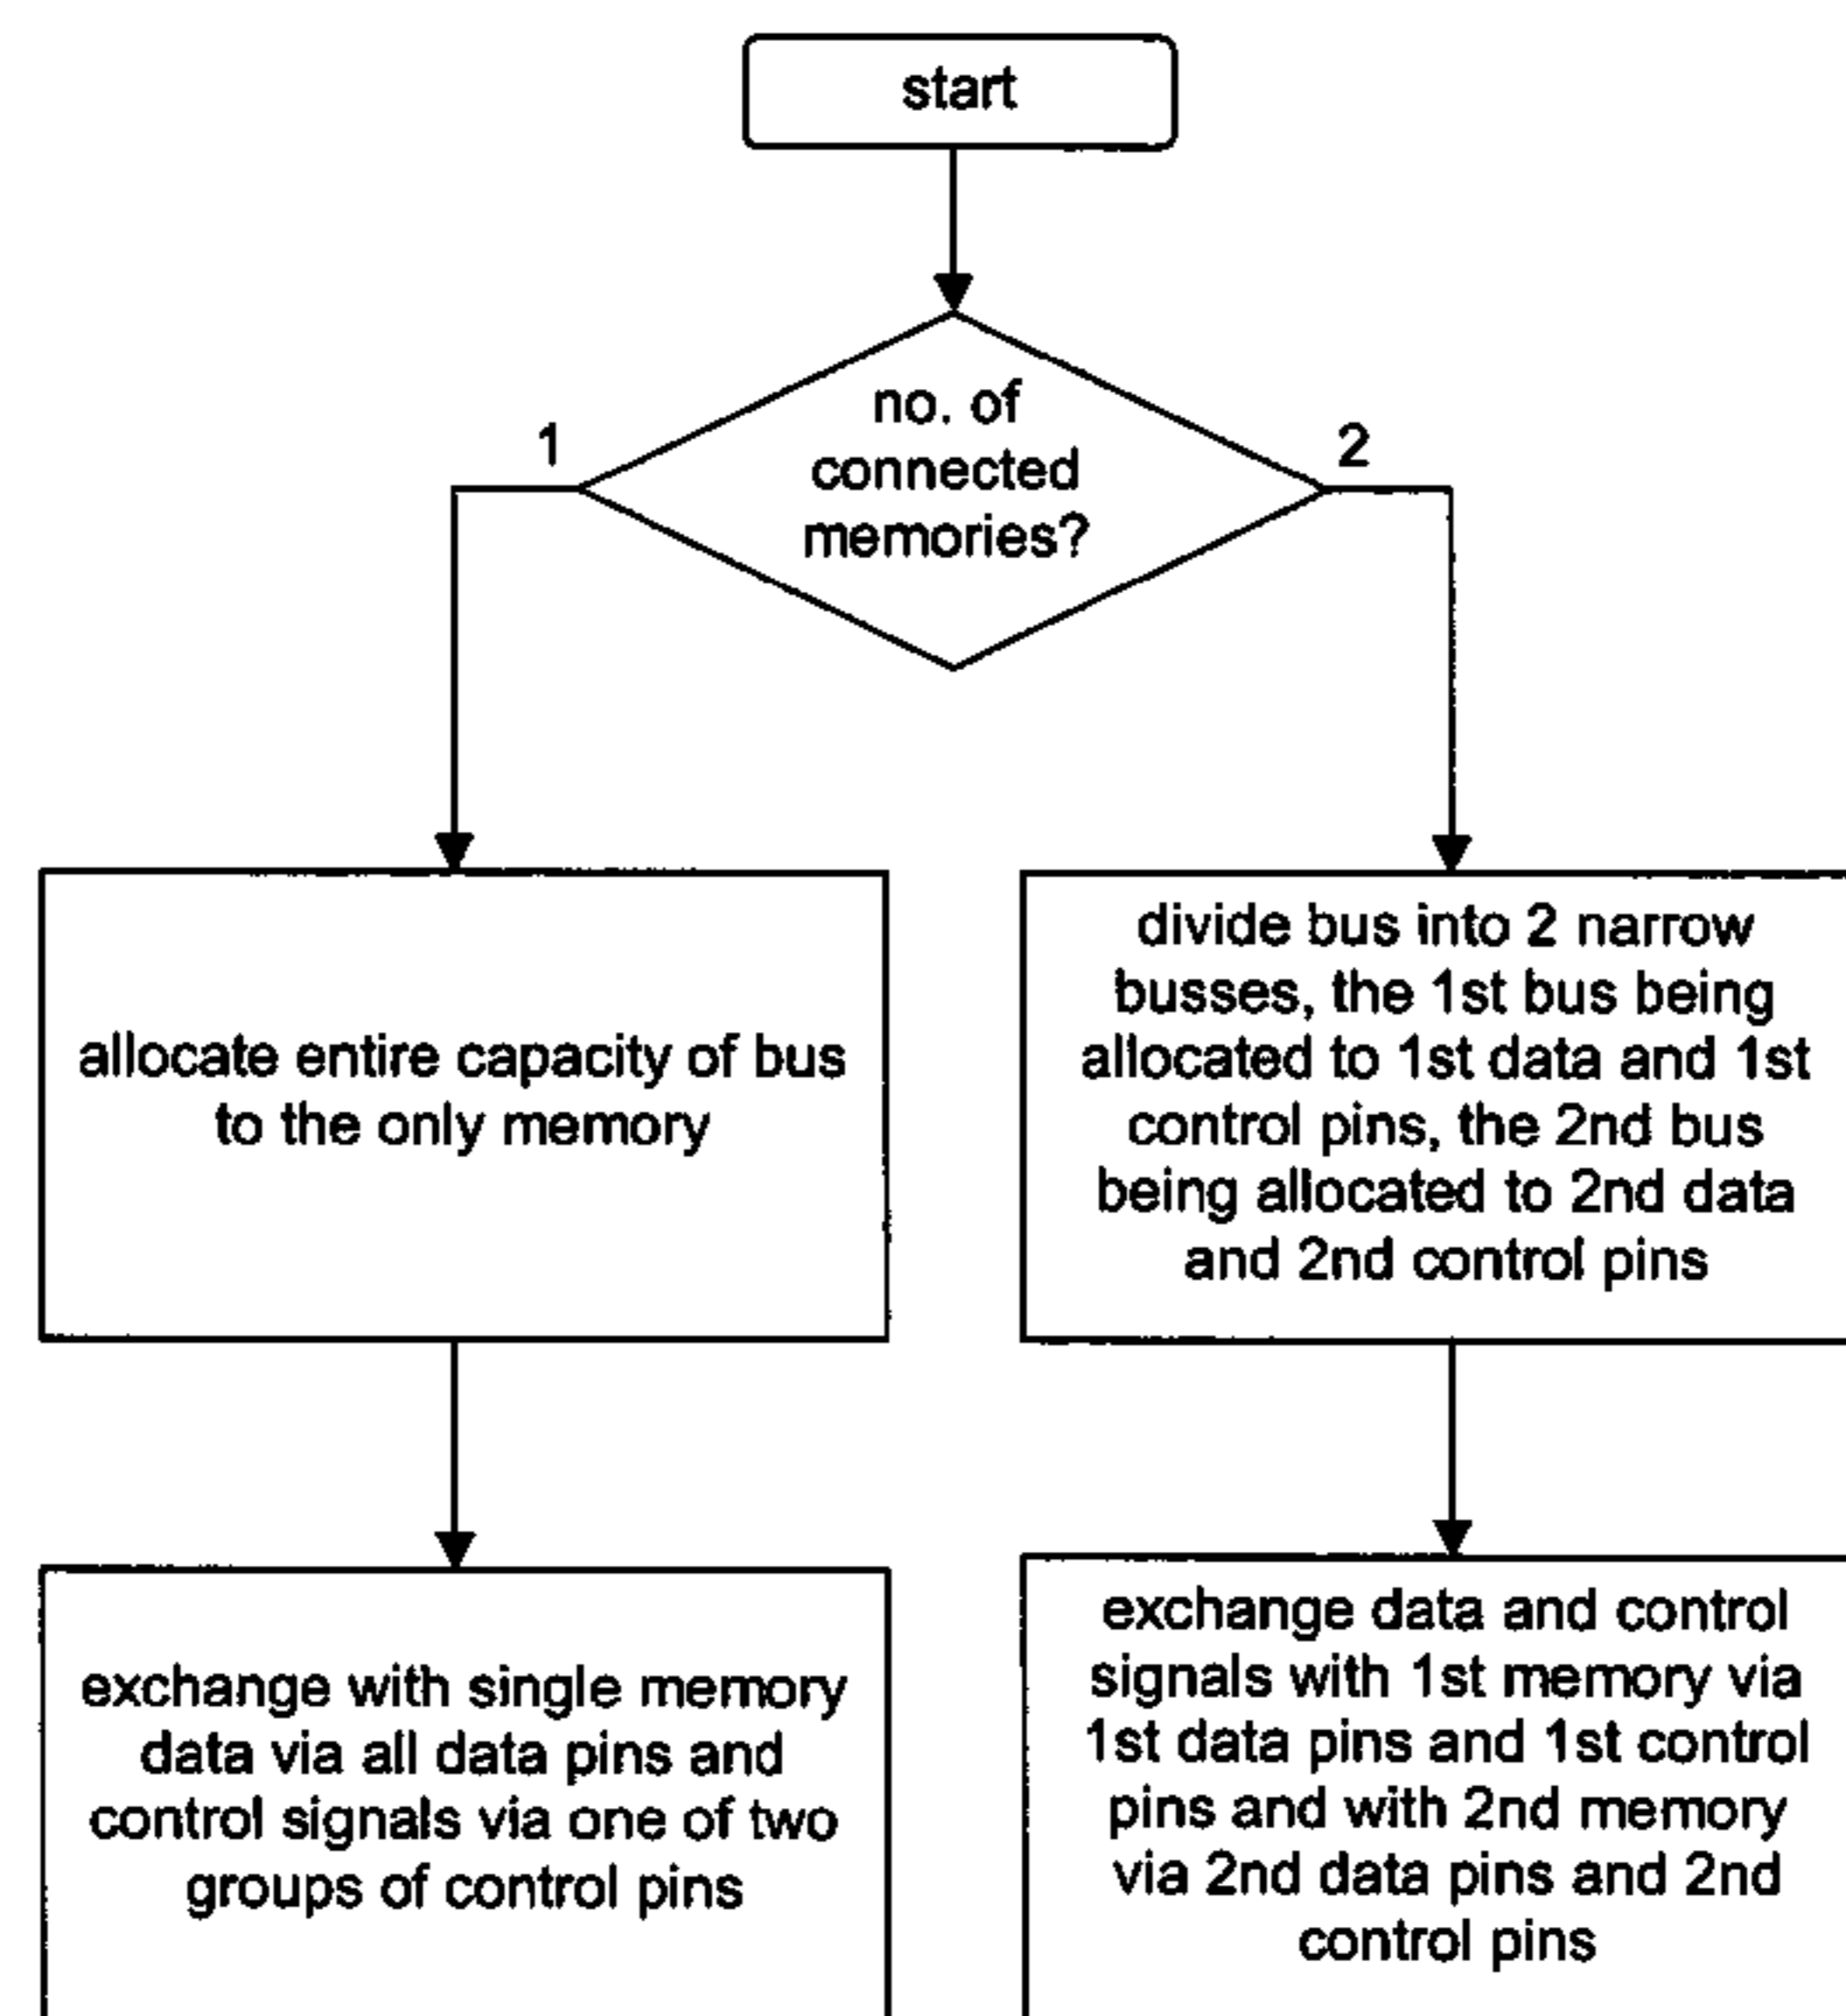 start
no. of
connected
memories?
1
2
allocate entire capacity of bus
to the only memory
divide bus into 2 narrow
busses, the 1st bus being
allocated to 1st data and 1st
control pins, the 2nd bus
being allocated to 2nd data
and 2nd control pins
exchange with single memory
data via all data pins and
control signals via one of two
groups of control pins
exchange data and control
signals with 1st memory via
1st data pins and 1st control
pins and with 2nd memory
via 2nd data pins and 2nd
control pins